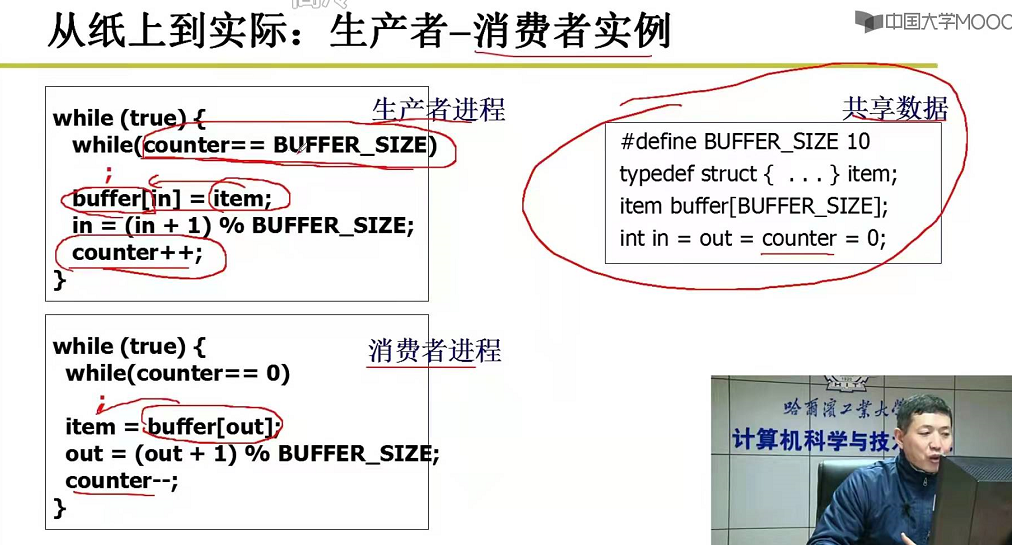 从纸上到实际：生产者–消费者实例
中国大学MOOC
while (true) {
生产者进程
while(counter== BUFFER_SIZE)
;
buffer[in] = item;
in = (in + 1) % BUFFER_SIZE;
counter++;
}
共享数据
#define BUFFER_SIZE 10
typedef struct { . . . } item;
item buffer[BUFFER_SIZE];
int in = out = counter = 0;
while (true) {
消费者进程
while(counter== 0)
;
item = buffer[out];
out = (out + 1) % BUFFER_SIZE;
counter--;
}
HIT
哈尔滨工业大学
计算机科学与技术